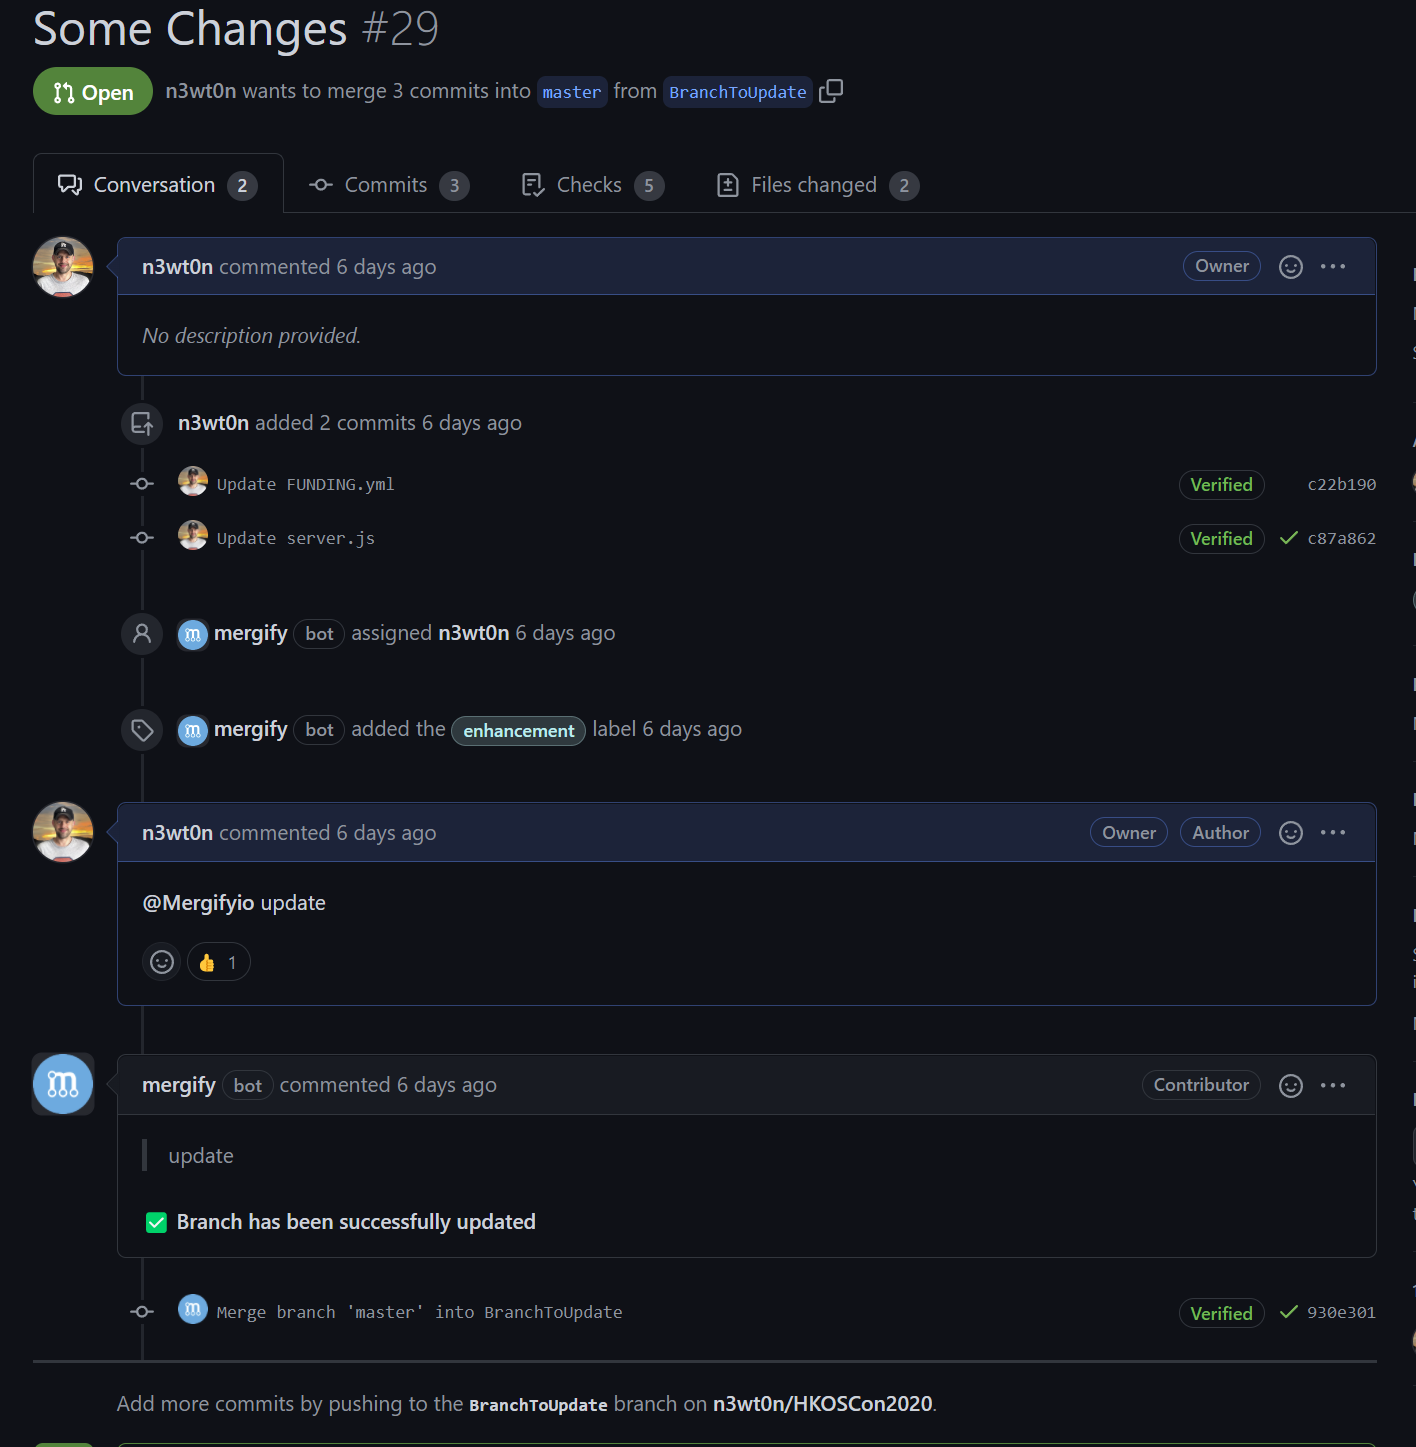 Some Changes #29
Open n3wt0n wants to merge 3 commits into master from BranchToUpdate
Conversation 2 Commits 3 Checks 5 Files changed 2
n3wt0n commented 6 days ago Owner
No description provided.
n3wt0n added 2 commits 6 days ago
Update FUNDING.yml Verified c22b190
Update server.js Verified c87a862
mergify bot assigned n3wt0n 6 days ago
mergify bot added the enhancement label 6 days ago
n3wt0n commented 6 days ago Owner Author
@Mergifyio update
👍 1
mergify bot commented 6 days ago Contributor
update
✅ Branch has been successfully updated
Merge branch 'master' into BranchToUpdate Verified 930e301
Add more commits by pushing to the BranchToUpdate branch on n3wt0n/HKOSCon2020.